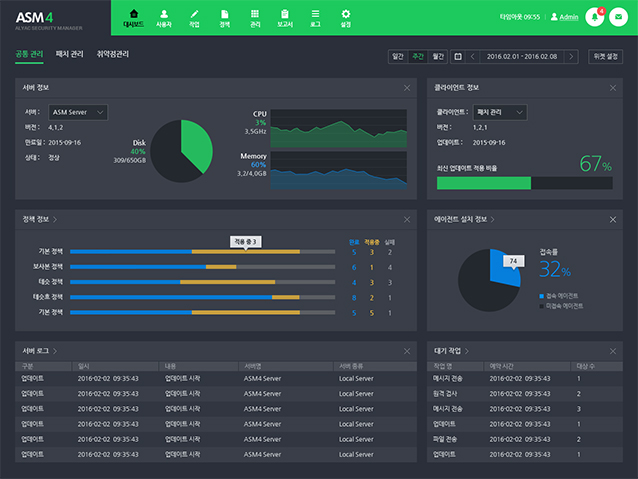 ASM 4
ALYAC SECURITY MANAGER
대시보드 사용자 작업 정책 관리 보고서 로그 설정
타임아웃 09:55 Admin 4
공통 관리 패치 관리 취약점관리
일간 주간 월간 2016.02.01 ~ 2016.02.08 위젯 설정
서버 정보
서버 : ASM Server
버전 : 4,1,2
만료일 : 2015-09-16
상태 : 정상
Disk
40%
309/650GB
CPU
3%
3,5GHz
Memory
60%
3,2/4,0GB
클라이언트 정보
클라이언트 : 패치 관리
버전 : 1,2,1
업데이트 : 2015-09-16
최신 업데이트 적용 비율 67%
정책 정보
적용 중 3
완료 적용중 실패
기본 정책 5 3 2
보사본 정책 6 1 4
테슷 정책 4 3 3
테슷흐 정책 8 2 1
기본 정책 5 5 1
에이전트 설치 정보
74
접속률
32%
접속 에이전트
미접속 에이전트
서버 로그
구분 일시 내용 서버명 서버 종류
업데이트 2016-02-02 09:35:43 업데이트 시작 ASM4 Server Local Server
업데이트 2016-02-02 09:35:43 업데이트 시작 ASM4 Server Local Server
업데이트 2016-02-02 09:35:43 업데이트 시작 ASM4 Server Local Server
업데이트 2016-02-02 09:35:43 업데이트 시작 ASM4 Server Local Server
업데이트 2016-02-02 09:35:43 업데이트 시작 ASM4 Server Local Server
업데이트 2016-02-02 09:35:43 업데이트 시작 ASM4 Server Local Server
대기 작업
작업 명 예약 시간 대상 수
메시지 전송 2016-02-02 09:35:43 1
원격 검사 2016-02-02 09:35:43 2
메시지 전송 2016-02-02 09:35:43 3
업데이트 2016-02-02 09:35:43 1
파일 전송 2016-02-02 09:35:43 2
업데이트 2016-02-02 09:35:43 1